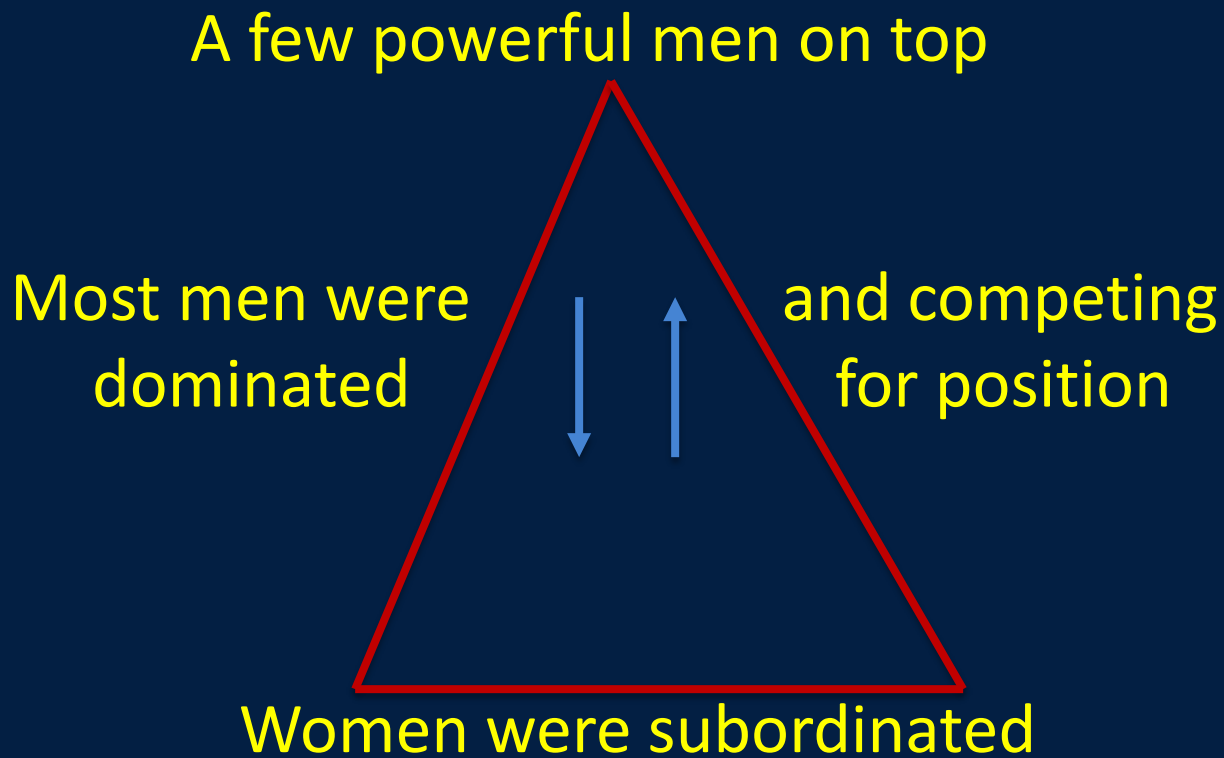 A few powerful men on top
Most men were
dominated
and competing
for position
Women were subordinated